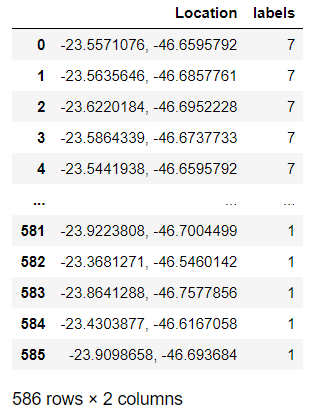 Location labels
0 -23.5571076, -46.6595792 7
1 -23.5635646, -46.6857761 7
2 -23.6220184, -46.6952228 7
3 -23.5864339, -46.6737733 7
4 -23.5441938, -46.6595792 7
... ... ...
581 -23.9223808, -46.7004499 1
582 -23.3681271, -46.5460142 1
583 -23.8641288, -46.7577856 1
584 -23.4303877, -46.6167058 1
585 -23.9098658, -46.693684 1
586 rows × 2 columns